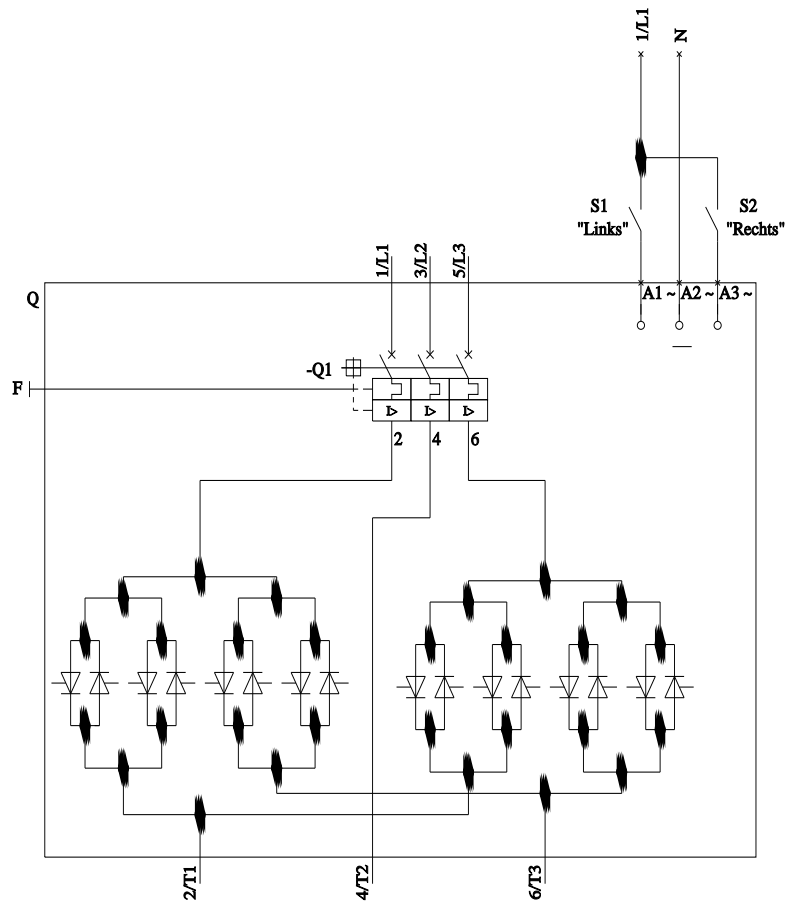 1/L1
N
S1
"Links"
S2
"Rechts"
1/L1
3/L2
5/L3
Q
A1 ~
A2 ~
A3 ~
-Q1
F
I>
I>
I>
2
4
6
2/T1
4/T2
6/T3